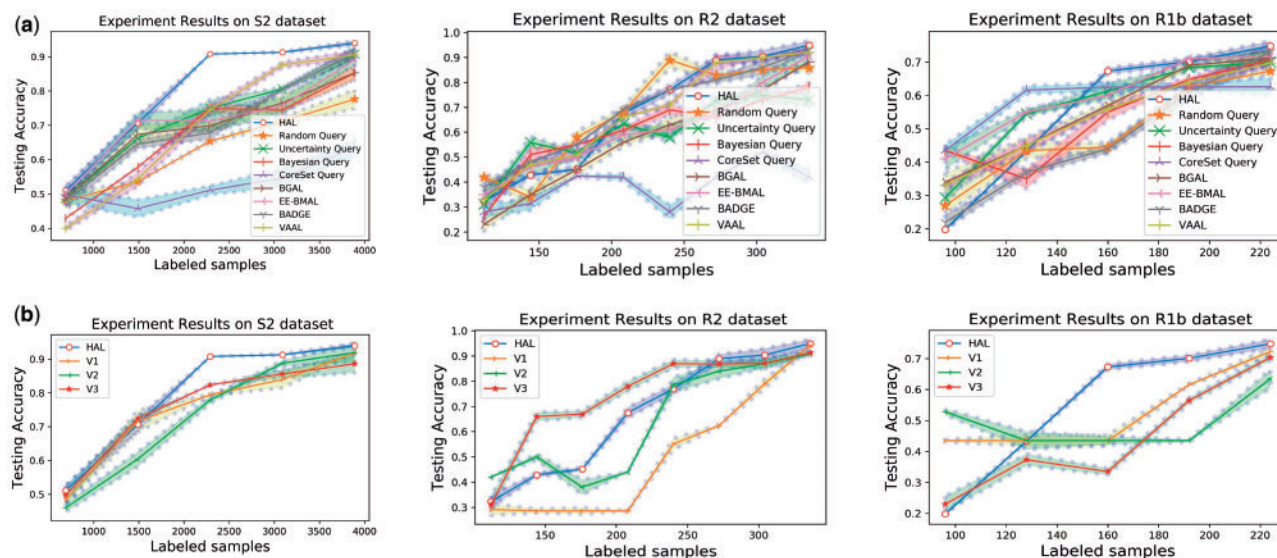 (a)
Experiment Results on S2 dataset
Testing Accuracy
0.9
0.8
0.7
0.6
0.5
0.4
HAL
Random Query
Uncertainty Query
Bayesian Query
CoreSet Query
BGAL
EE-BMAL
BADGE
VAAL
1000 1500 2000 2500 3000 3500 4000
Labeled samples
Experiment Results on R2 dataset
Testing Accuracy
1.0
0.9
0.8
0.7
0.6
0.5
0.4
0.3
0.2
HAL
Random Query
Uncertainty Query
Bayesian Query
CoreSet Query
BGAL
EE-BMAL
BADGE
VAAL
150 200 250 300
Labeled samples
Experiment Results on R1b dataset
Testing Accuracy
0.7
0.6
0.5
0.4
0.3
0.2
HAL
Random Query
Uncertainty Query
Bayesian Query
CoreSet Query
BGAL
EE-BMAL
BADGE
VAAL
100 120 140 160 180 200 220
Labeled samples
(b)
Experiment Results on S2 dataset
Testing Accuracy
0.9
0.8
0.7
0.6
0.5
HAL
V1
V2
V3
1000 1500 2000 2500 3000 3500 4000
Labeled samples
Experiment Results on R2 dataset
Testing Accuracy
1.0
0.9
0.8
0.7
0.6
0.5
0.4
0.3
HAL
V1
V2
V3
150 200 250 300
Labeled samples
Experiment Results on R1b dataset
Testing Accuracy
0.7
0.6
0.5
0.4
0.3
0.2
HAL
V1
V2
V3
100 120 140 160 180 200 220
Labeled samples